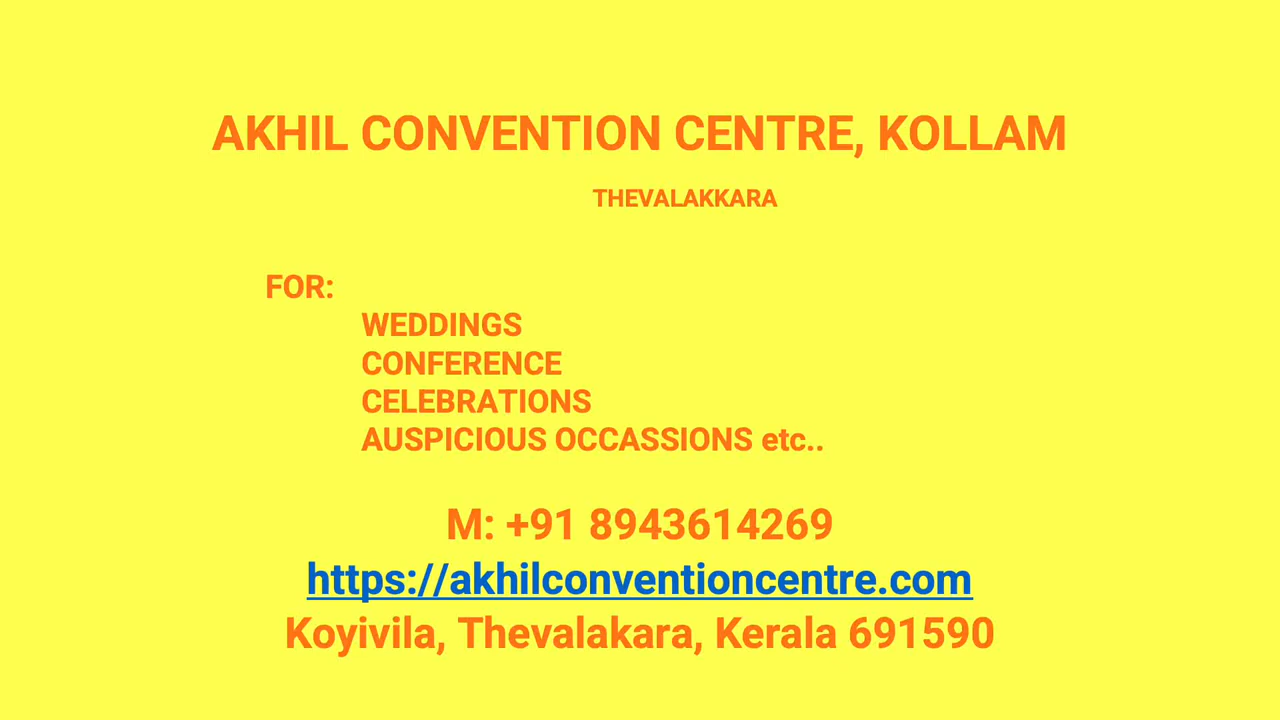 AKHIL CONVENTION CENTRE, KOLLAM
THEVALAKKARA
FOR:
WEDDINGS
CONFERENCE
CELEBRATIONS
AUSPICIOUS OCCASSIONS etc..
M: +91 8943614269
https://akhilconventioncentre.com
Koyivila, Thevalakara, Kerala 691590